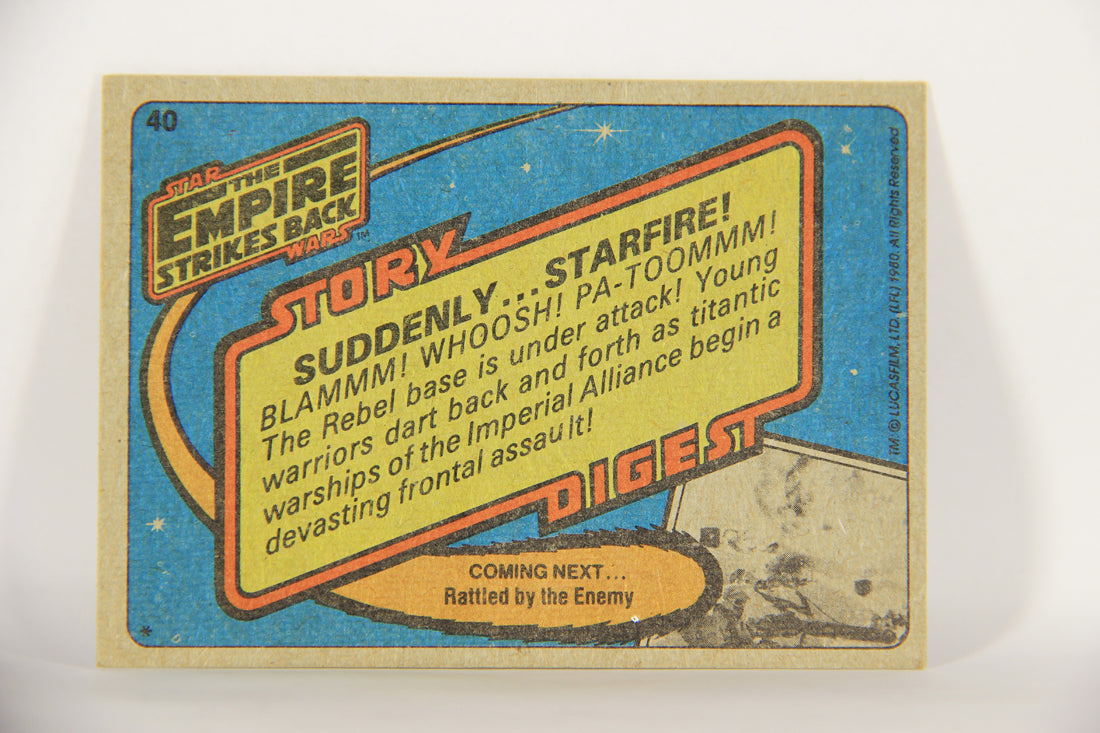 40
STAR
THE
EMPIRE
STRIKES BACK
WARS™
STORY
SUDDENLY...STARFIRE!
BLAMMM! WHOOSH! PA-TOOMMM!
The Rebel base is under attack! Young
warriors dart back and forth as titantic
warships of the Imperial Alliance begin a
devasting frontal assault!
DIGEST
COMING NEXT...
Rattled by the Enemy
*
TM: © LUCASFILM, LTD. (LFL) 1980. All Rights Reserved